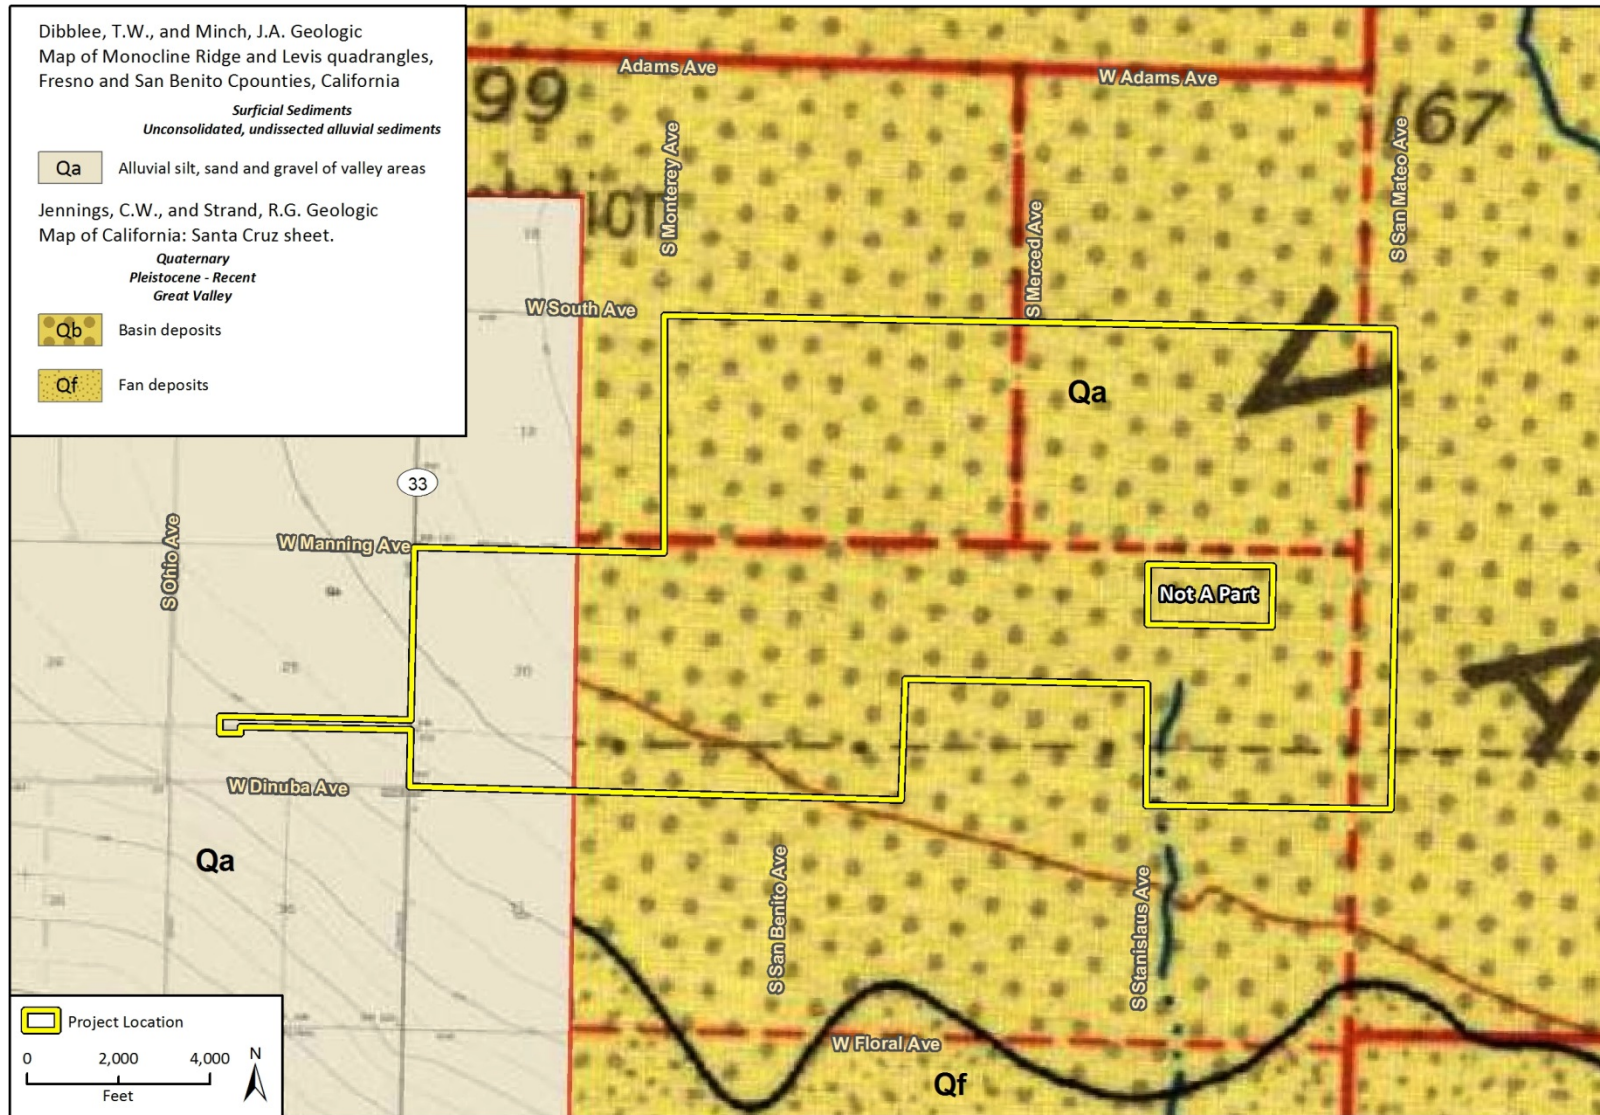 Dibblee, T.W., and Minch, J.A. Geologic
Map of Monocline Ridge and Levis quadrangles,
Fresno and San Benito Cpounties, California
Surficial Sediments
Unconsolidated, undissected alluvial sediments
Qa Alluvial silt, sand and gravel of valley areas
Jennings, C.W., and Strand, R.G. Geologic
Map of California: Santa Cruz sheet.
Quaternary
Pleistocene - Recent
Great Valley
Qb Basin deposits
Qf Fan deposits
Adams Ave
W Adams Ave
99
167
S Monterey Ave
S Merced Ave
S San Mateo Ave
W South Ave
Qa
V
33
W Manning Ave
S Ohio Ave
Not A Part
A
W Dinuba Ave
Qa
S San Benito Ave
S Stanislaus Ave
W Floral Ave
Qf
Project Location
0 2,000 4,000
Feet
N